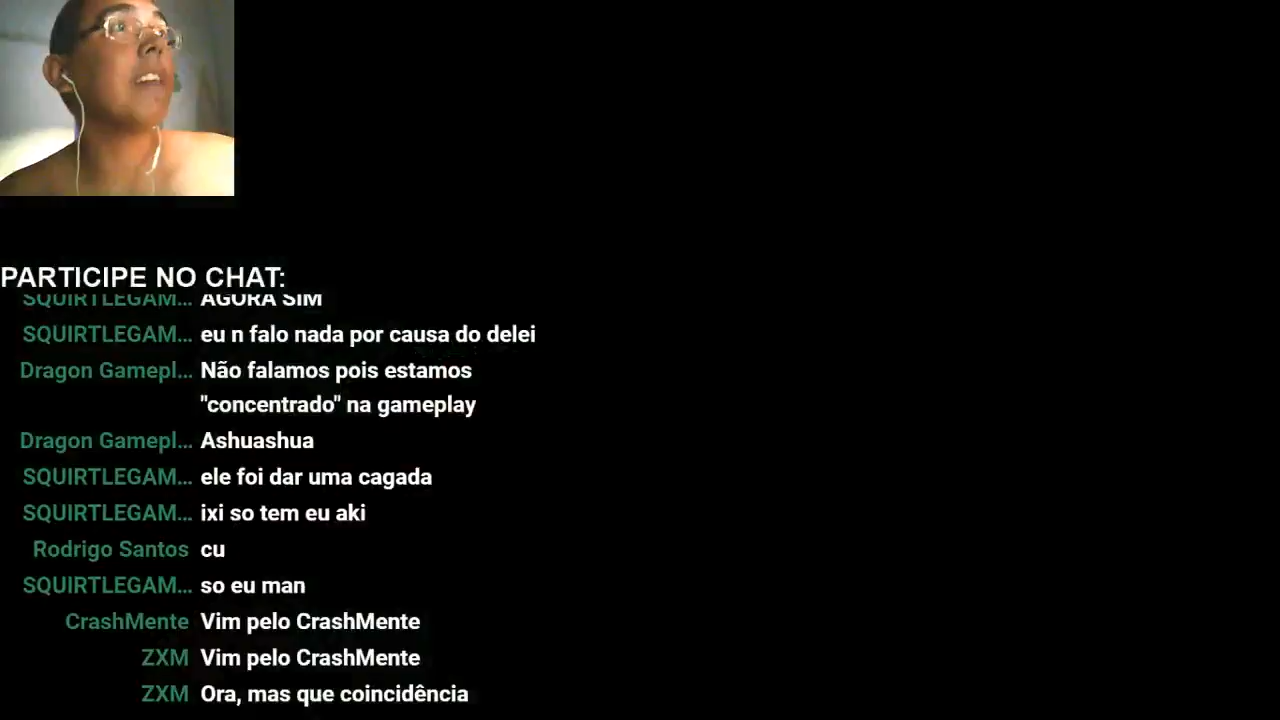 PARTICIPE NO CHAT:
SQUIRTLEGAM... AGORA SIM
SQUIRTLEGAM... eu n falo nada por causa do delei
Dragon Gamepl... Não falamos pois estamos
"concentrado" na gameplay
Dragon Gamepl... Ashuashua
SQUIRTLEGAM... ele foi dar uma cagada
SQUIRTLEGAM... ixi so tem eu aki
Rodrigo Santos cu
SQUIRTLEGAM... so eu man
CrashMente Vim pelo CrashMente
ZXM Vim pelo CrashMente
ZXM Ora, mas que coincidência